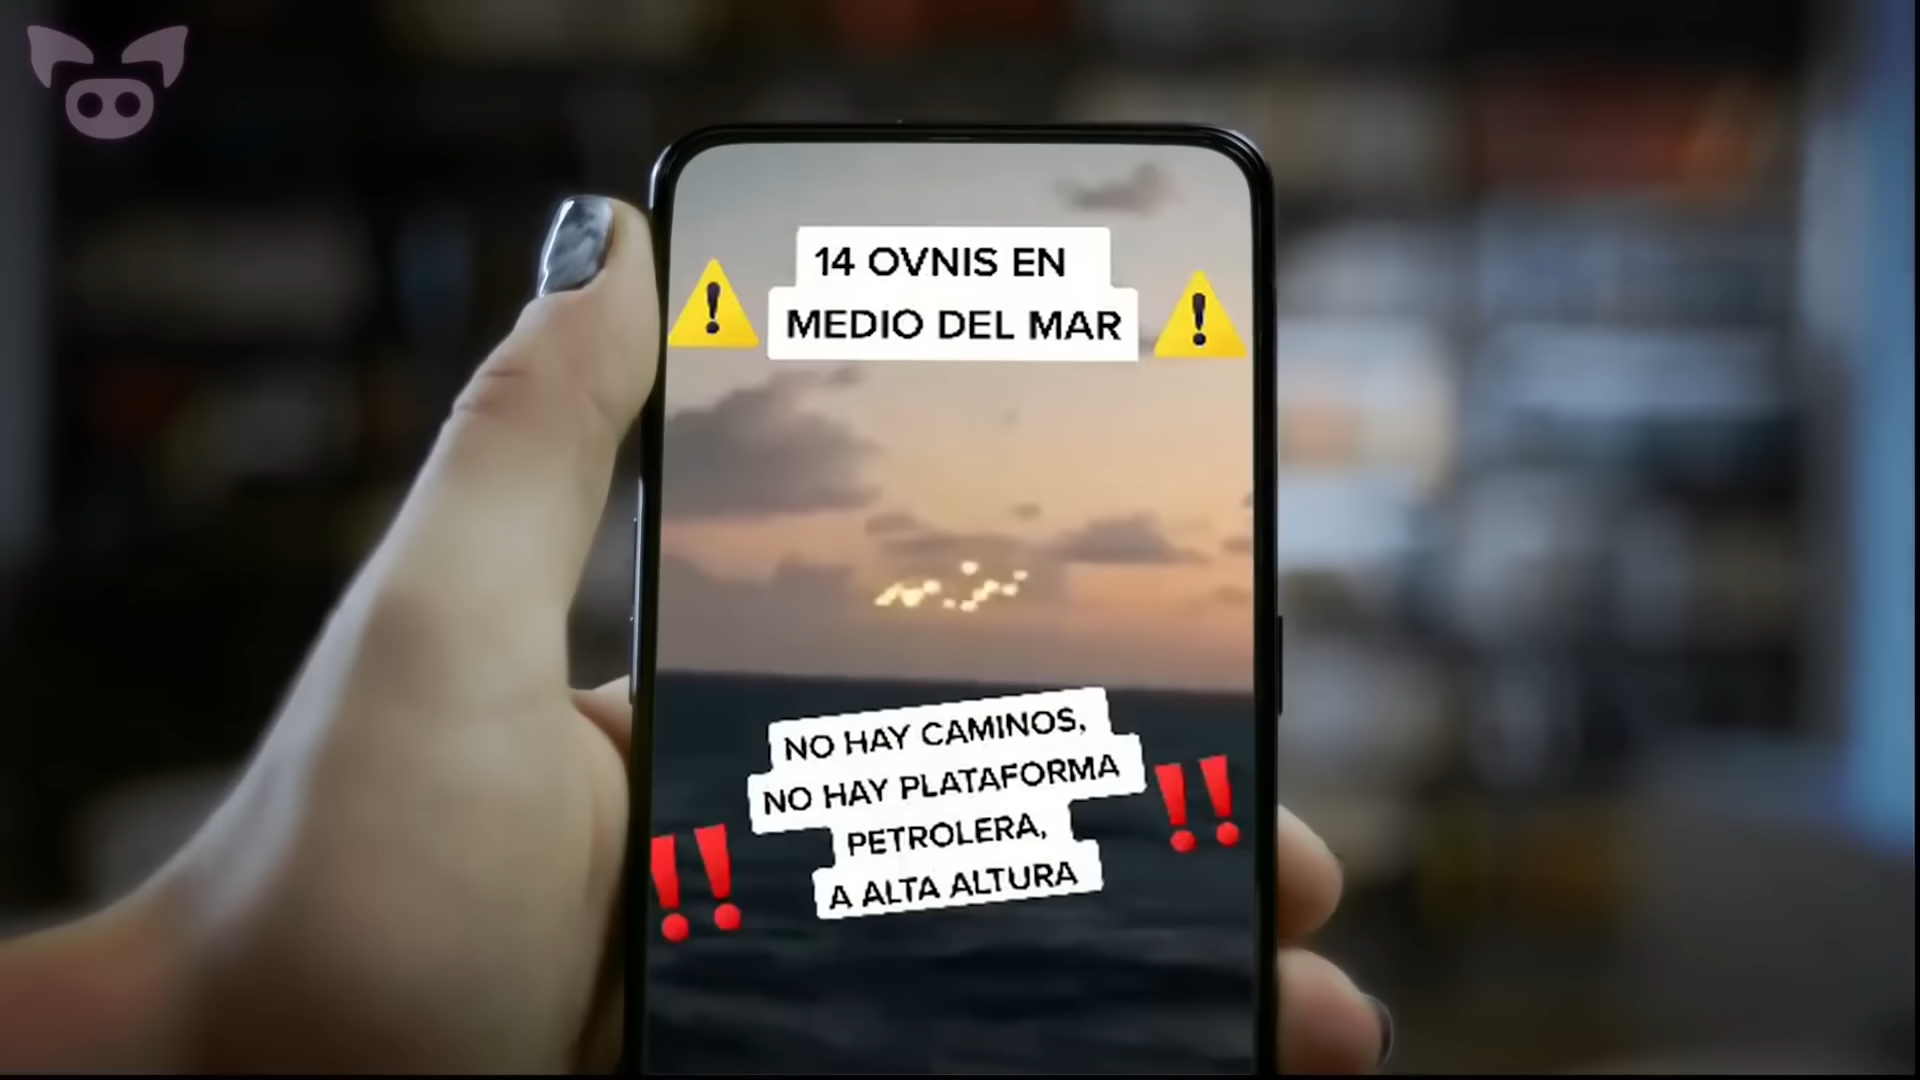 14 OVNIS EN
MEDIO DEL MAR
NO HAY CAMINOS,
NO HAY PLATAFORMA
PETROLERA,
A ALTA ALTURA